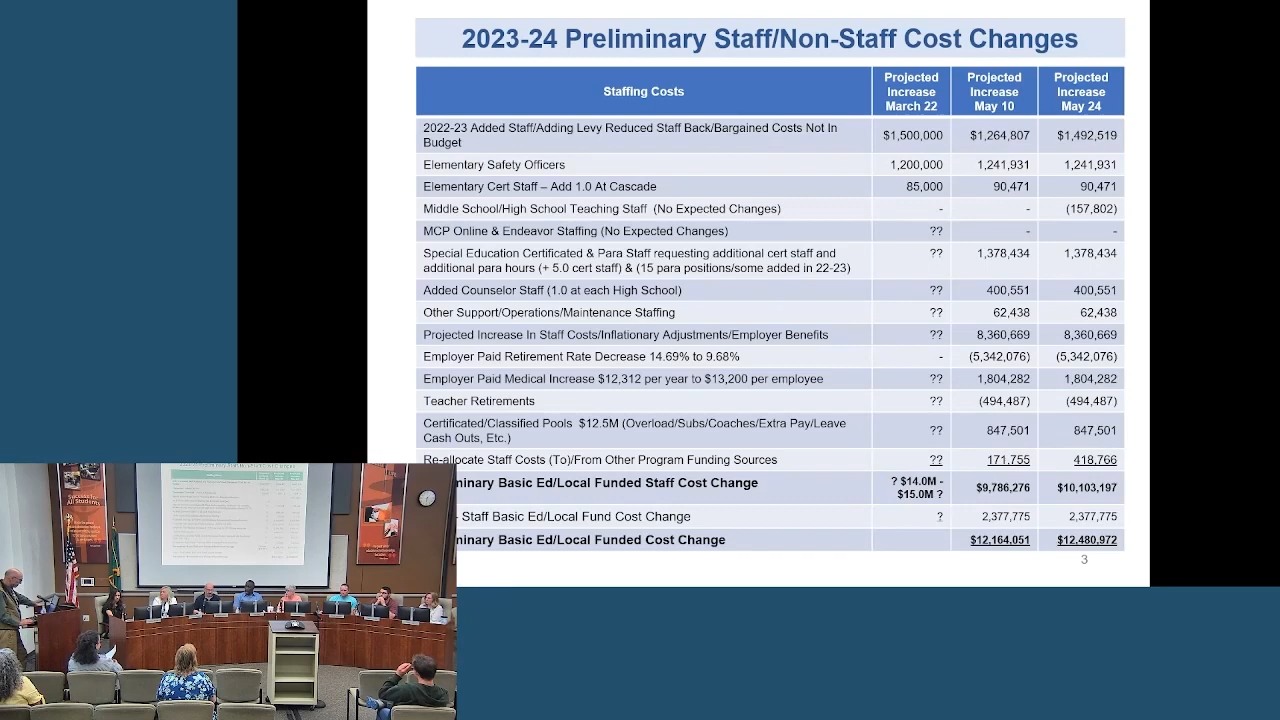 2023-24 Preliminary Staff/Non-Staff Cost Changes
Staffing Costs
Projected Increase March 22
Projected Increase May 10
Projected Increase May 24
2022-23 Added Staff/Adding Levy Reduced Staff Back/Bargained Costs Not In
Budget
$1,500,000 $1,264,807 $1,492,519
Elementary Safety Officers 1,200,000 1,241,931 1,241,931
Elementary Cert Staff – Add 1.0 At Cascade 85,000 90,471 90,471
Middle School/High School Teaching Staff (No Expected Changes) - - (157,802)
MCP Online & Endeavor Staffing (No Expected Changes) ?? - -
Special Education Certificated & Para Staff requesting additional cert staff and
additional para hours (+ 5.0 cert staff) & (15 para positions/some added in 22-23)
?? 1,378,434 1,378,434
Added Counselor Staff (1.0 at each High School) ?? 400,551 400,551
Other Support/Operations/Maintenance Staffing ?? 62,438 62,438
Projected Increase In Staff Costs/Inflationary Adjustments/Employer Benefits ?? 8,360,669 8,360,669
Employer Paid Retirement Rate Decrease 14.69% to 9.68% - (5,342,076) (5,342,076)
Employer Paid Medical Increase $12,312 per year to $13,200 per employee ?? 1,804,282 1,804,282
Teacher Retirements ?? (494,487) (494,487)
Certificated/Classified Pools $12.5M (Overload/Subs/Coaches/Extra Pay/Leave
Cash Outs, Etc.)
?? 847,501 847,501
Re-allocate Staff Costs (To)/From Other Program Funding Sources ?? 171,755 418,766
inary Basic Ed/Local Funded Staff Cost Change ? $14.0M - $15.0M ? $9,786,276 $10,103,197
Staff Basic Ed/Local Fund Cost Change ? 2,377,775 2,377,775
inary Basic Ed/Local Funded Cost Change $12,164,051 $12,480,972
3
Success for
All Students